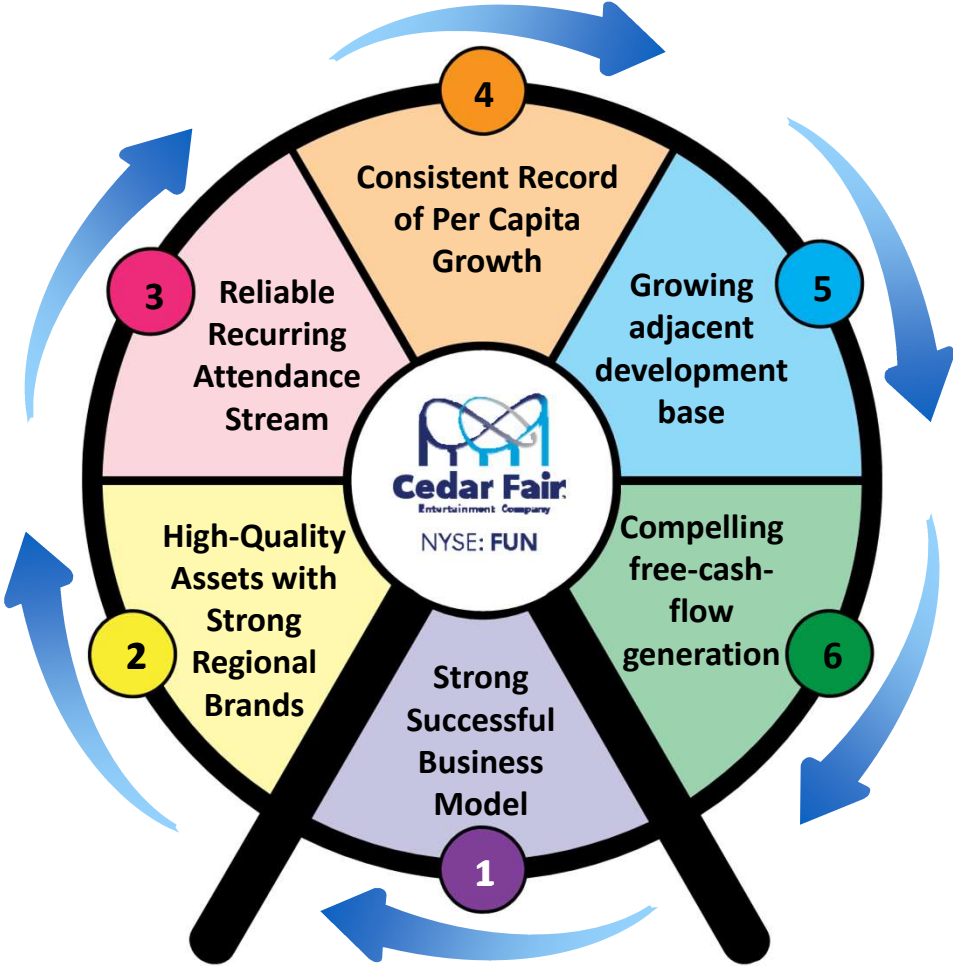 4
Consistent Record
of Per Capita
Growth
3
Reliable
Recurring
Attendance
Stream
5
Growing
adjacent
development
base
Cedar Fair
Entertainment Company
NYSE: FUN
2
High-Quality
Assets with
Strong
Regional
Brands
6
Compelling
free-cash-
flow
generation
1
Strong
Successful
Business
Model